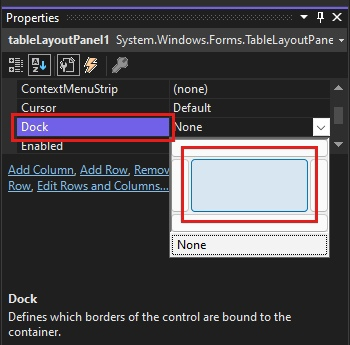 Properties
tableLayoutPanel1 System.Windows.Forms.TableLayoutPane
ContextMenuStrip (none)
Cursor Default
Dock None
Enabled
Add Column, Add Row, Remov
Row, Edit Rows and Columns...
None
Dock
Defines which borders of the control are bound to the
container.